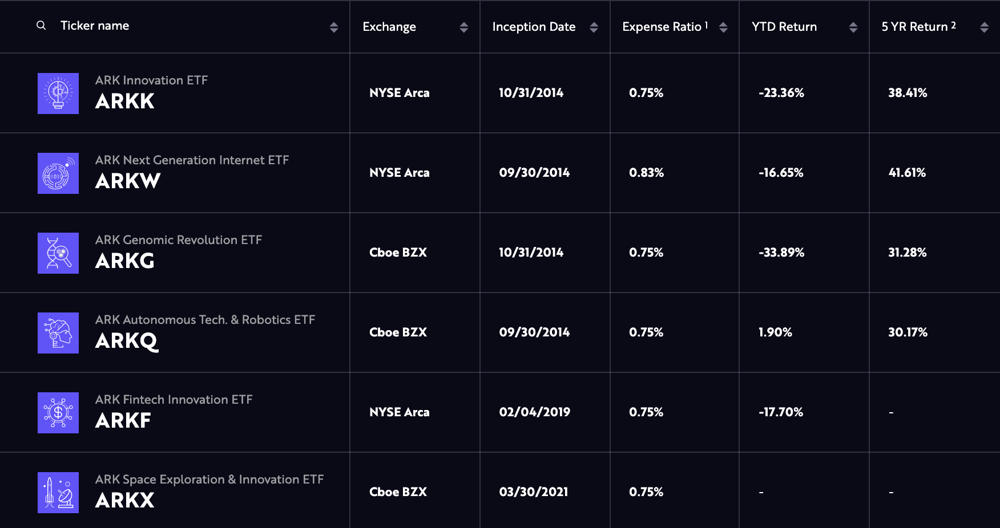 Ticker name Exchange Inception Date Expense Ratio 1 YTD Return 5 YR Return 2
ARK Innovation ETF
ARKK NYSE Arca 10/31/2014 0.75% -23.36% 38.41%
ARK Next Generation Internet ETF
ARKW NYSE Arca 09/30/2014 0.83% -16.65% 41.61%
01010
ARK Genomic Revolution ETF
ARKG Cboe BZX 10/31/2014 0.75% -33.89% 31.28%
ARK Autonomous Tech. & Robotics ETF
ARKQ Cboe BZX 09/30/2014 0.75% 1.90% 30.17%
ARK Fintech Innovation ETF
$ ARKF NYSE Arca 02/04/2019 0.75% -17.70% -
ARK Space Exploration & Innovation ETF
ARKX Cboe BZX 03/30/2021 0.75% - -